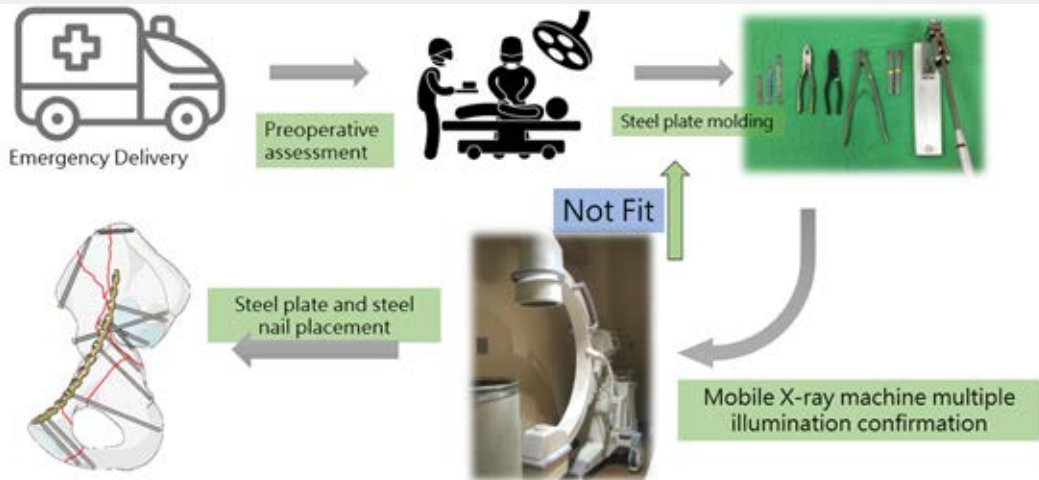 Emergency Delivery
Preoperative
assessment
Steel plate molding
Not Fit
Steel plate and steel
nail placement
Mobile X-ray machine multiple
illumination confirmation